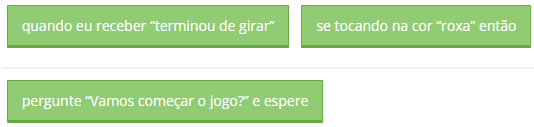 quando eu receber “terminou de girar” se tocando na cor “roxa” então
pergunte “Vamos começar o jogo?” e espere